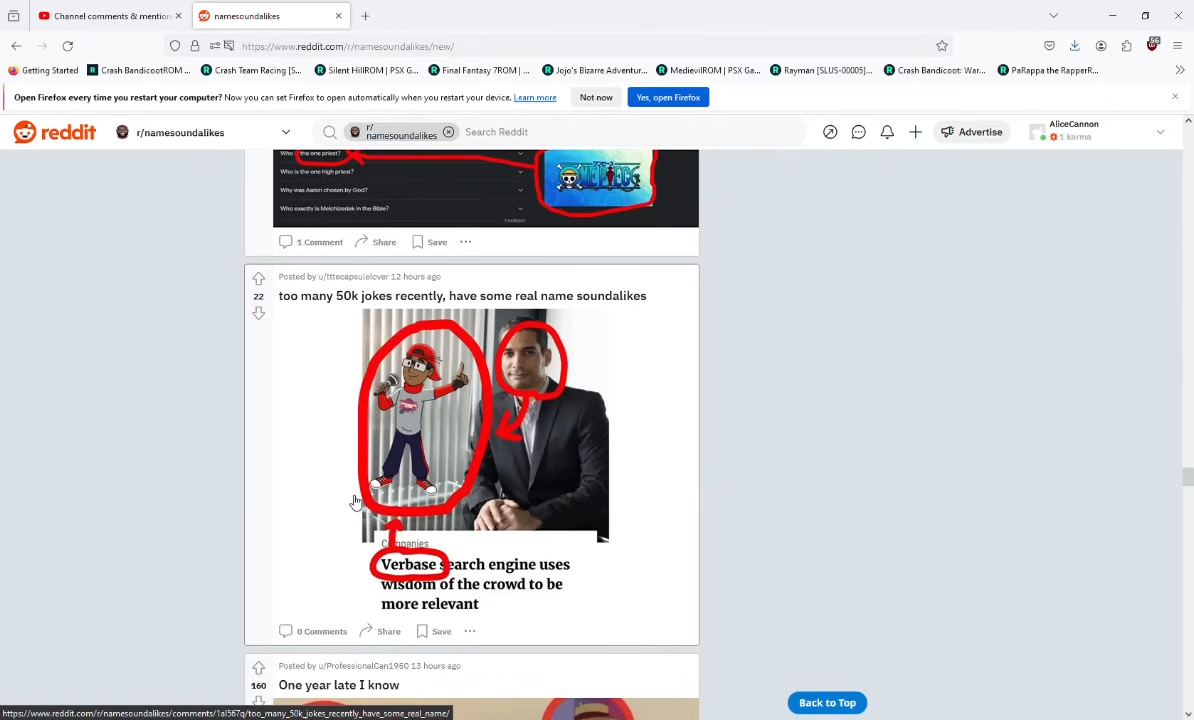 Channel comments & mention
namesoundalikes
https://www.reddit.com/r/namesoundalikes/new/
56
Getting Started
Crash BandicootROM ...
Crash Team Racing [S...
Silent HillROM | PSX G...
Final Fantasy 7ROM | ...
Jojo's Bizarre Adventur...
MedievilROM | PSX Ga...
Rayman [SLUS-00005]...
Crash Bandicoot: War...
PaRappa the RapperR...
Open Firefox every time you restart your computer? Now you can set Firefox to open automatically when you restart your device. Learn more
Not now
Yes, open Firefox
reddit
r/namesoundalikes
r/
namesoundalikes
Search Reddit
Advertise
AliceCannon
1 karma
Who is the one priest?
Who is the one high priest?
Why was Aaron chosen by God?
Who exactly is Melchizedek in the Bible?
Feedback
ONE PIECE
1 Comment
Share
Save
Posted by u/tttecapsulelover 12 hours ago
22
too many 50k jokes recently, have some real name soundalikes
Companies
Verbase search engine uses
wisdom of the crowd to be
more relevant
0 Comments
Share
Save
Posted by u/ProfessionalCan1950 13 hours ago
160
One year late I know
Back to Top
https://www.reddit.com/r/namesoundalikes/comments/1al567q/too_many_50k_jokes_recently_have_some_real_name/